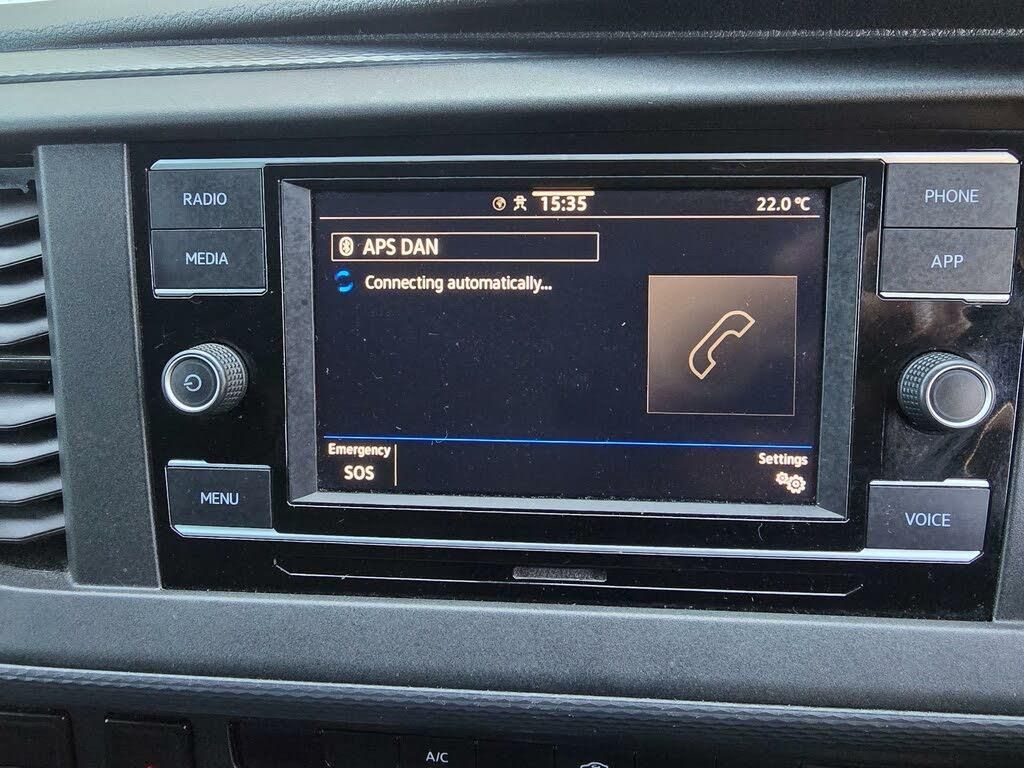 RADIO
MEDIA
MENU
15:35
22.0 °C
APS DAN
Connecting automatically...
Emergency
SOS
Settings
PHONE
APP
VOICE
A/C